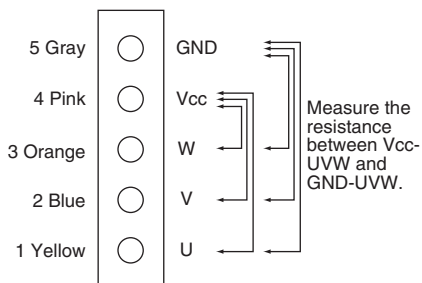 5 Gray GND
4 Pink Vcc
3 Orange W
2 Blue V
1 Yellow U
Measure the
resistance
between Vcc-
UVW and
GND-UVW.